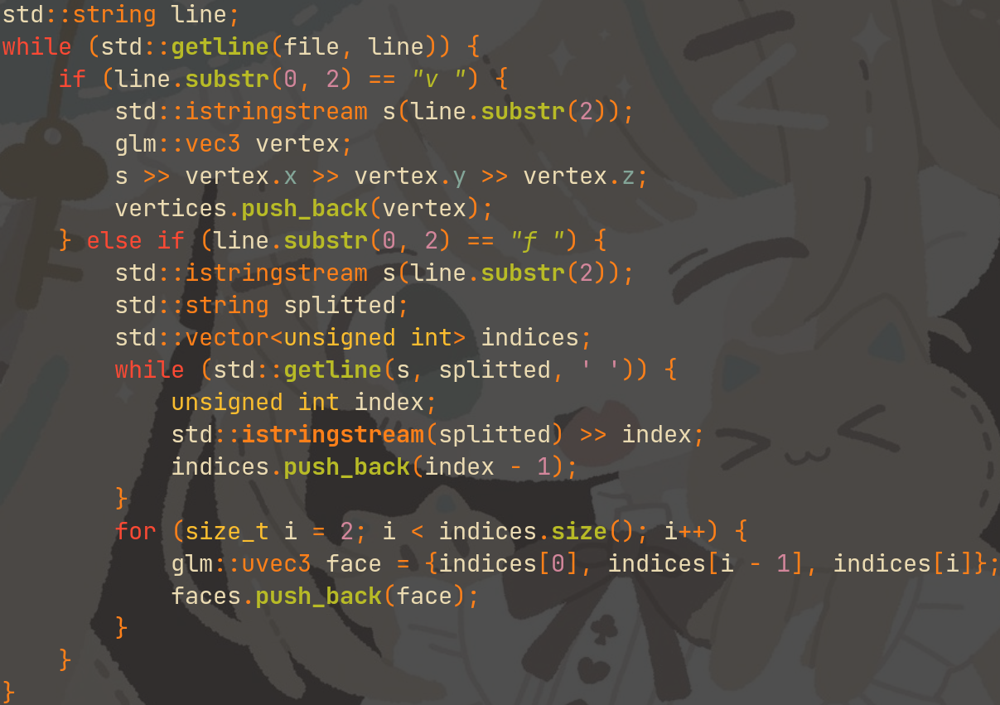 std::string line;
while (std::getline(file, line)) {
    if (line.substr(0, 2) == "v ") {
        std::istringstream s(line.substr(2));
        glm::vec3 vertex;
        s >> vertex.x >> vertex.y >> vertex.z;
        vertices.push_back(vertex);
    } else if (line.substr(0, 2) == "f ") {
        std::istringstream s(line.substr(2));
        std::string splitted;
        std::vector<unsigned int> indices;
        while (std::getline(s, splitted, ' ')) {
            unsigned int index;
            std::istringstream(splitted) >> index;
            indices.push_back(index - 1);
        }
        for (size_t i = 2; i < indices.size(); i++) {
            glm::uvec3 face = {indices[0], indices[i - 1], indices[i]};
            faces.push_back(face);
        }
    }
}